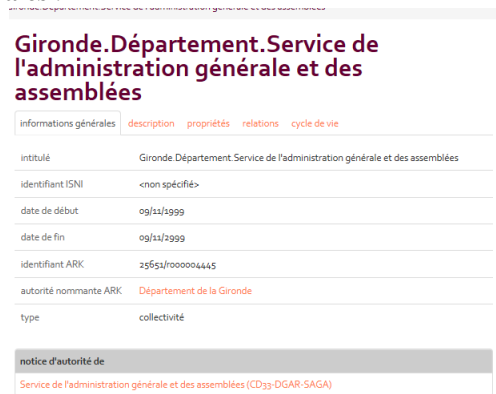 Gironde.Département.Service de l'administration générale et des assemblées
Gironde.Département.Service de
l'administration générale et des
assemblées
informations générales description propriétés relations cycle de vie
intitulé Gironde.Département.Service de l'administration générale et des assemblées
identifiant ISNI <non spécifié>
date de début 09/11/1999
date de fin 09/11/2999
identifiant ARK 25651/r000004445
autorité nommante ARK Département de la Gironde
type collectivité
notice d'autorité de
Service de l'administration générale et des assemblées (CD33-DGAR-SAGA)